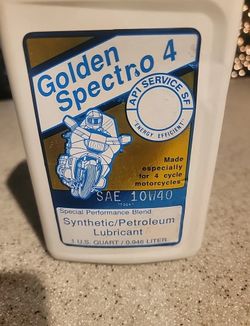 Golden
Spectro 4
API SERVICE SF
"ENERGY EFFICIENT"
Made
especially
for 4 cycle
motorcycles
SAE 10W40
Special Performance Blend
Synthetic/Petroleum
Lubricant
1 U.S. QUART / 0.946 LITER